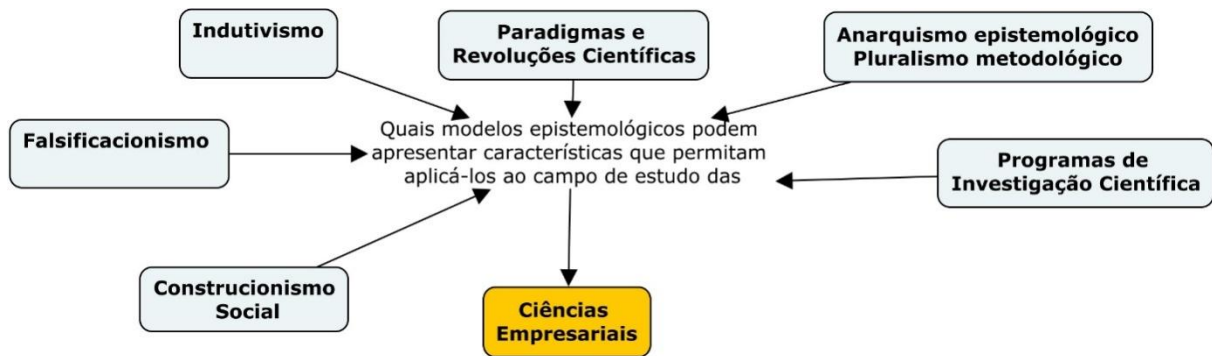 Indutivismo
Paradigmas e
Revoluções Científicas
Anarquismo epistemológico
Pluralismo metodológico
Falsificacionismo
Quais modelos epistemológicos podem
apresentar características que permitam
aplicá-los ao campo de estudo das
Programas de
Investigação Científica
Construcionismo
Social
Ciências
Empresariais